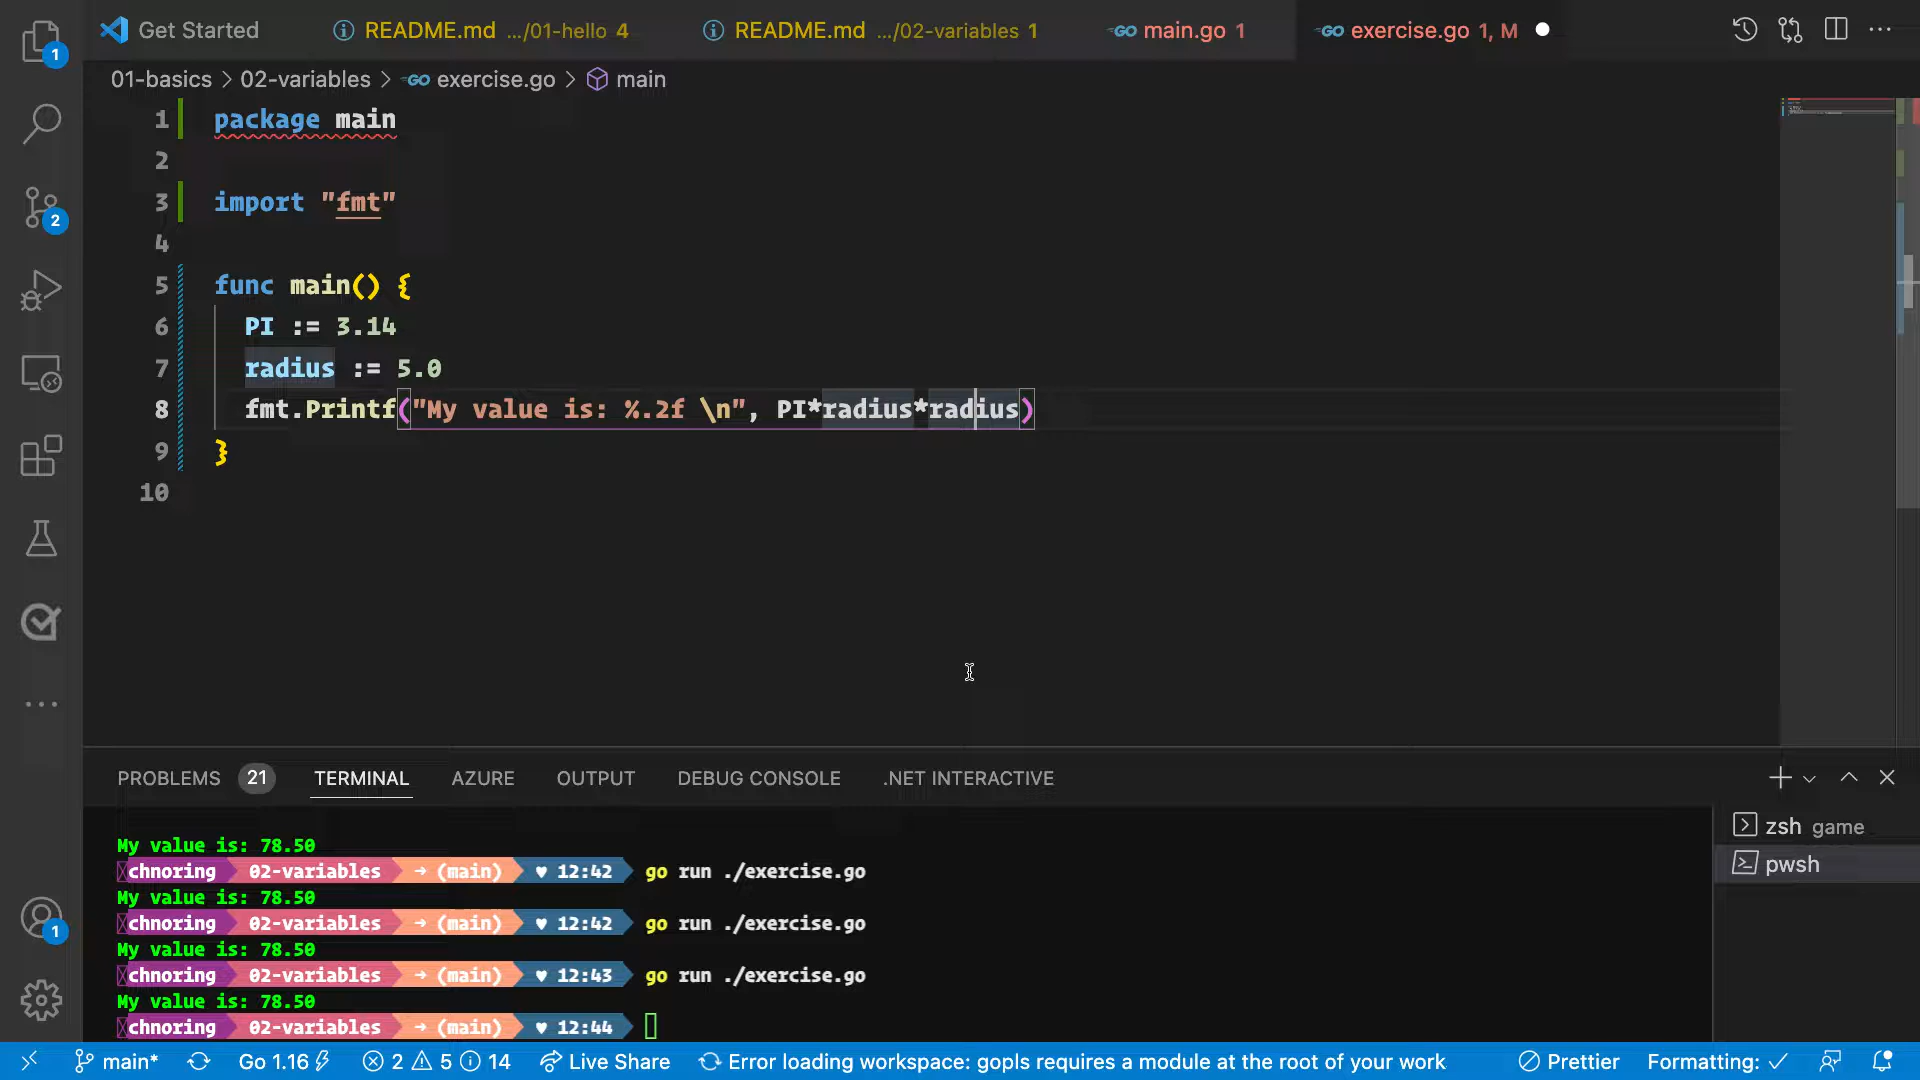 Get Started
README.md .../01-hello 4
README.md .../02-variables 1
GO main.go 1
GO exercise.go 1, M
1
01-basics > 02-variables > GO exercise.go > main
1 package main
2
3 import "fmt"
4
5 func main() {
6 PI := 3.14
7 radius := 5.0
8 fmt.Printf("My value is: %.2f \n", PI*radius*radius)
9 }
10
2
1
PROBLEMS 21 TERMINAL AZURE OUTPUT DEBUG CONSOLE .NET INTERACTIVE
My value is: 78.50
chnoring 02-variables → (main) ♥ 12:42 go run ./exercise.go
My value is: 78.50
chnoring 02-variables → (main) ♥ 12:42 go run ./exercise.go
My value is: 78.50
chnoring 02-variables → (main) ♥ 12:43 go run ./exercise.go
My value is: 78.50
chnoring 02-variables → (main) ♥ 12:44
zsh game
pwsh
main* Go 1.16 2 5 14 Live Share Error loading workspace: gopls requires a module at the root of your work Prettier Formatting: ✓